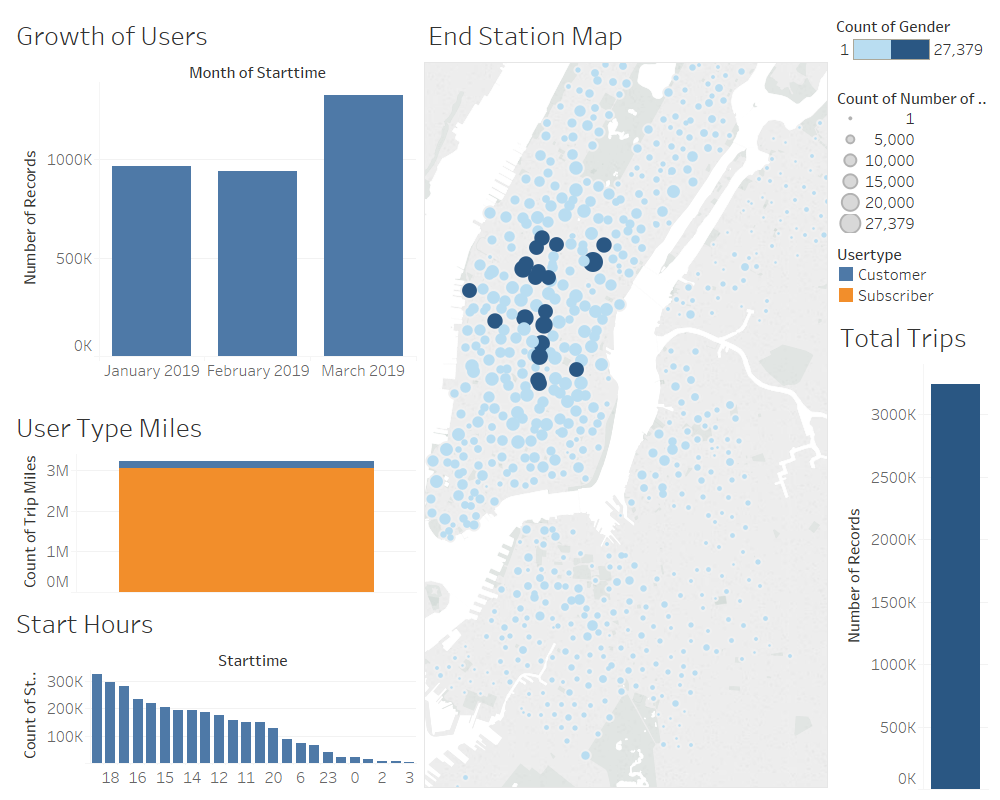 Growth of Users
Month of Starttime
Number of Records
1000K
500K
0K
January 2019 February 2019 March 2019
User Type Miles
Count of Trip Miles
3M
2M
1M
0M
Start Hours
Starttime
Count of St..
300K
200K
100K
18 16 15 14 12 11 20 6 23 0 2 3
End Station Map
Count of Gender
1 27,379
Count of Number of ..
1
5,000
10,000
15,000
20,000
27,379
Usertype
Customer
Subscriber
Total Trips
Number of Records
3000K
2500K
2000K
1500K
1000K
500K
0K